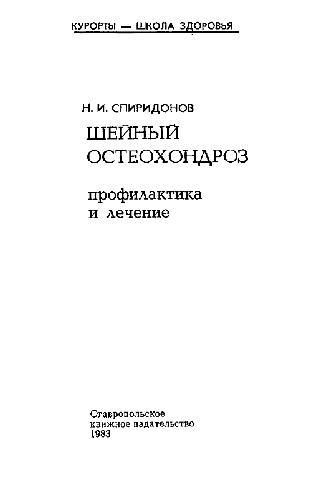 КУРОРТЫ — ШКОЛА ЗДОРОВЬЯ
Н. И. СПИРИДОНОВ
ШЕЙНЫЙ
ОСТЕОХОНДРОЗ
профилактика
и лечение
Ставропольское
книжное издательство
1983